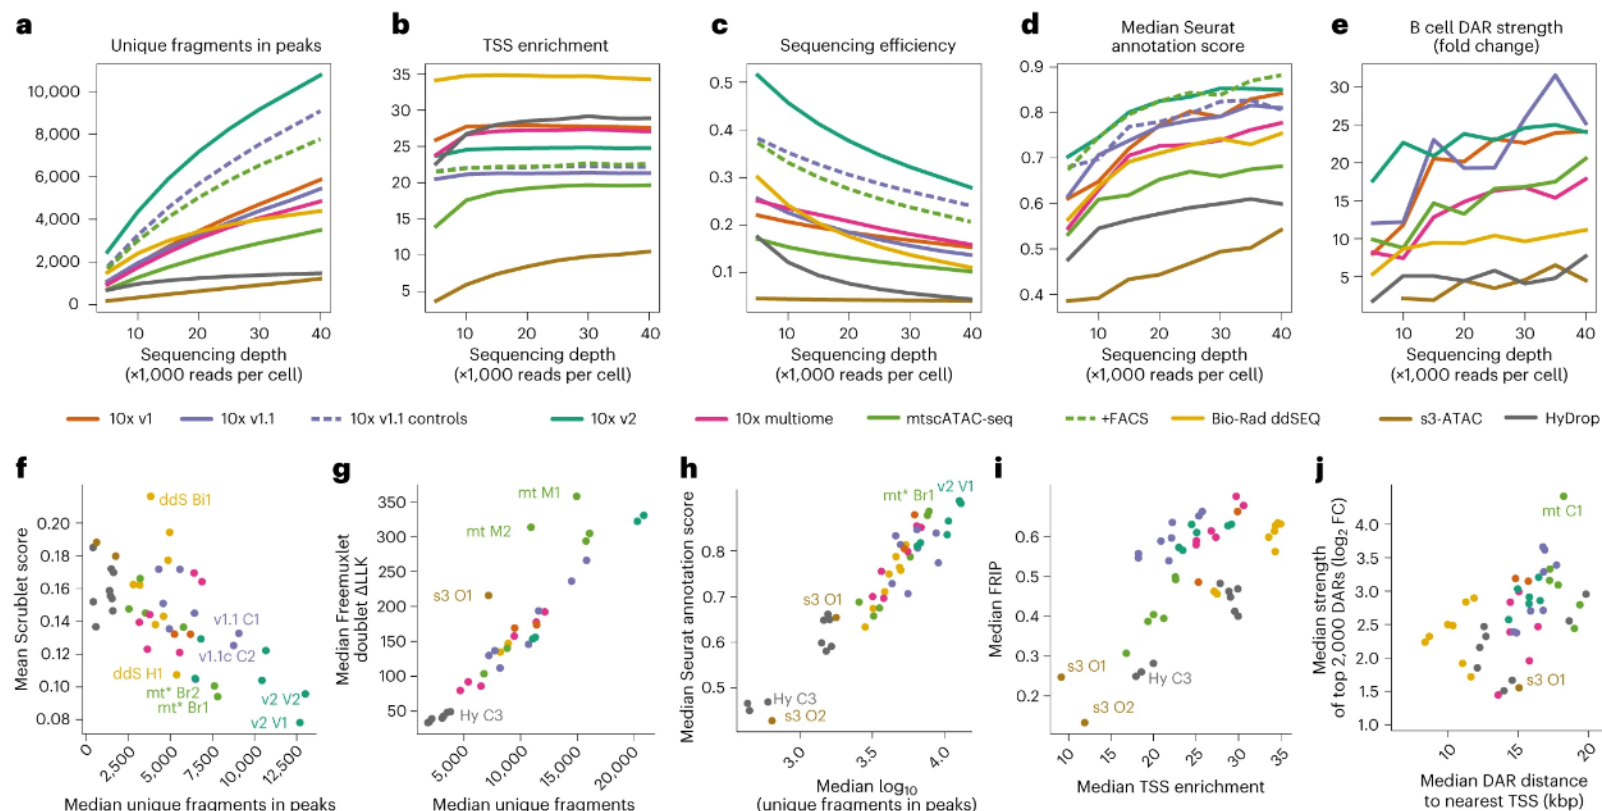 a
Unique fragments in peaks
10,000
8,000
6,000
4,000
2,000
0
10 20 30 40
Sequencing depth
(×1,000 reads per cell)
b
TSS enrichment
35
30
25
20
15
10
5
10 20 30 40
Sequencing depth
(×1,000 reads per cell)
c
Sequencing efficiency
0.5
0.4
0.3
0.2
0.1
10 20 30 40
Sequencing depth
(×1,000 reads per cell)
d
Median Seurat
annotation score
0.9
0.8
0.7
0.6
0.5
0.4
10 20 30 40
Sequencing depth
(×1,000 reads per cell)
e
B cell DAR strength
(fold change)
30
25
20
15
10
5
10 20 30 40
Sequencing depth
(×1,000 reads per cell)
10x v1 10x v1.1 10x v1.1 controls 10x v2 10x multiome mtscATAC-seq +FACS Bio-Rad ddSEQ s3-ATAC HyDrop
f
Mean Scrublet score
0.20
0.18
0.16
0.14
0.12
0.10
0.08
ddS Bi1
v1.1 C1
v1.1c C2
ddS H1
mt* Br2
mt* Br1
v2 V2
v2 V1
0 2,500 5,000 7,500 10,000 12,500
Median unique fragments in peaks
g
Median Freemuxlet
doublet ΔLLK
350
300
250
200
150
100
50
mt M1
mt M2
s3 O1
Hy C3
5,000 10,000 15,000 20,000
Median unique fragments
h
Median Seurat annotation score
0.8
0.7
0.6
0.5
v2 V1
mt* Br1
s3 O1
Hy C3
s3 O2
3.0 3.5 4.0
Median log10
(unique fragments in peaks)
i
Median FRIP
0.6
0.5
0.4
0.3
0.2
s3 O1
Hy C3
s3 O2
10 15 20 25 30 35
Median TSS enrichment
j
Median strength
of top 2,000 DARs (log2 FC)
4.0
3.5
3.0
2.5
2.0
1.5
1.0
mt C1
s3 O1
10 15 20
Median DAR distance
to nearest TSS (kbp)